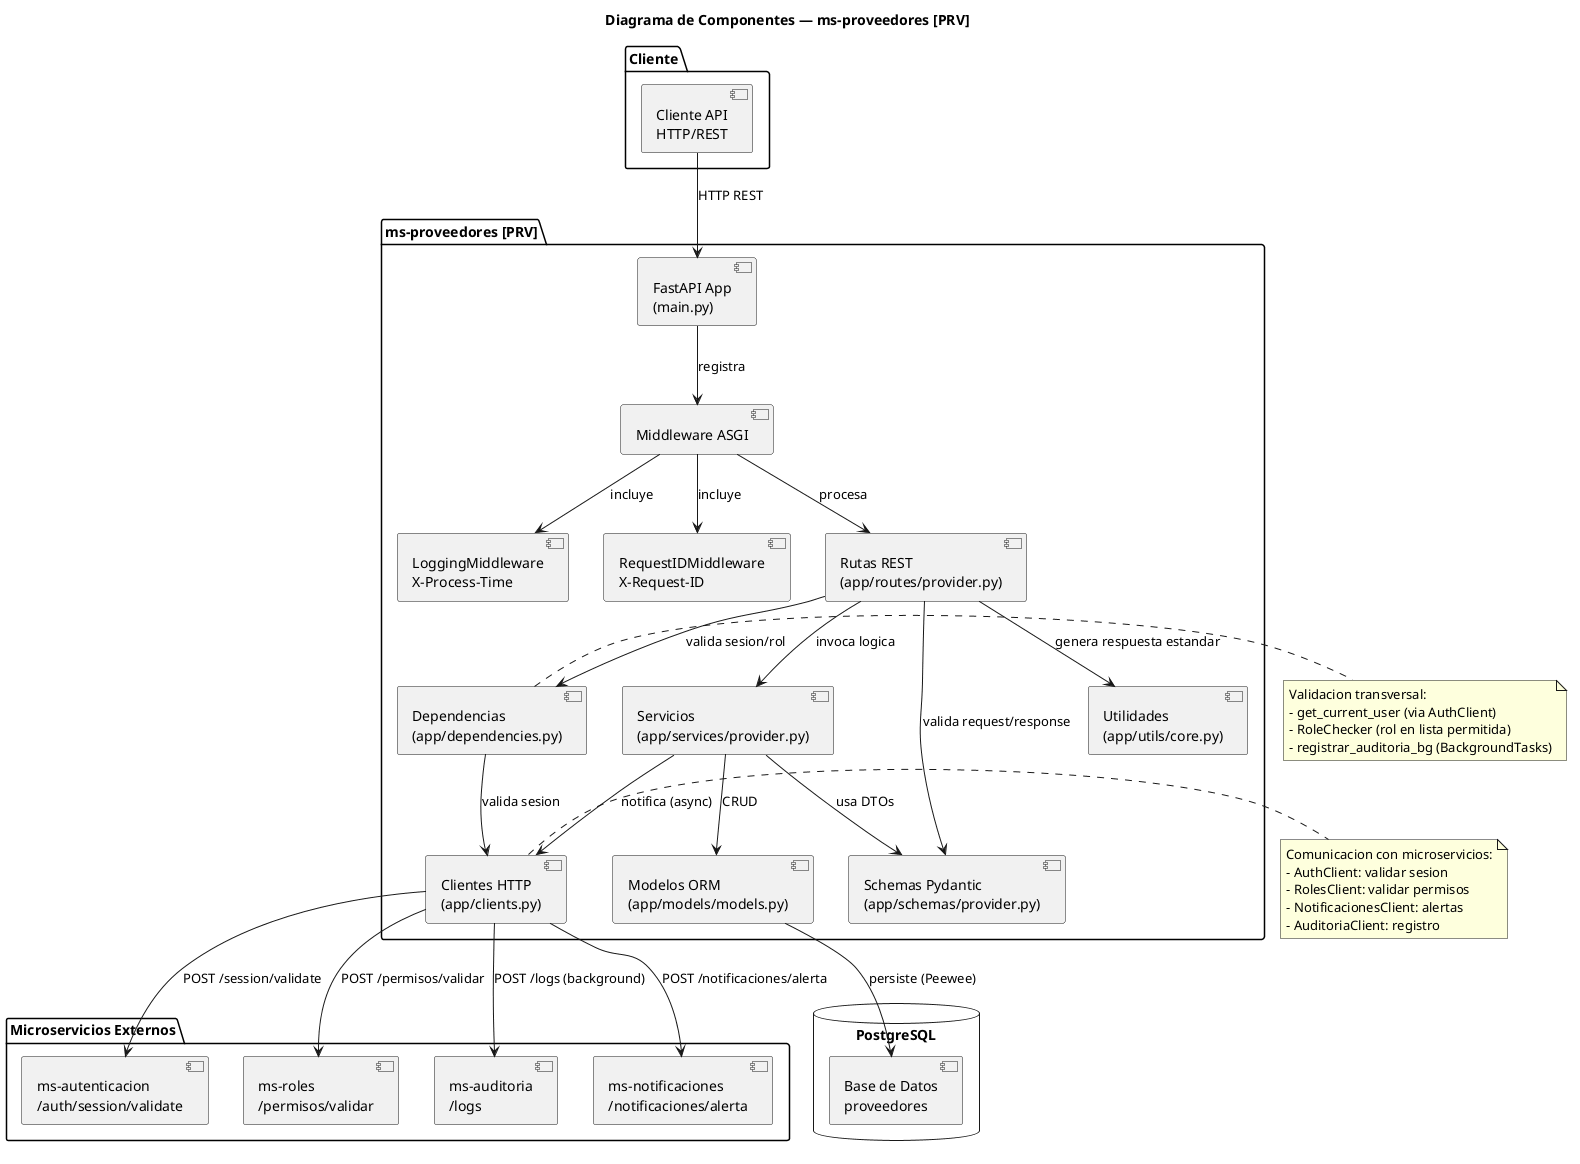 Diagrama de Componentes — ms-proveedores [PRV]
Cliente
Cliente API
HTTP/REST
HTTP REST
ms-proveedores [PRV]
FastAPI App
(main.py)
registra
Middleware ASGI
incluye
incluye
procesa
LoggingMiddleware
X-Process-Time
RequestIDMiddleware
X-Request-ID
Rutas REST
(app/routes/provider.py)
valida sesion/rol
invoca logica
genera respuesta estandar
Dependencias
(app/dependencies.py)
Servicios
(app/services/provider.py)
valida request/response
Utilidades
(app/utils/core.py)
Validacion transversal:
- get_current_user (via AuthClient)
- RoleChecker (rol en lista permitida)
- registrar_auditoria_bg (BackgroundTasks)
valida sesion
notifica (async)
CRUD
usa DTOs
Clientes HTTP
(app/clients.py)
Modelos ORM
(app/models/models.py)
Schemas Pydantic
(app/schemas/provider.py)
Comunicacion con microservicios:
- AuthClient: validar sesion
- RolesClient: validar permisos
- NotificacionesClient: alertas
- AuditoriaClient: registro
POST /session/validate
POST /permisos/validar
POST /logs (background)
POST /notificaciones/alerta
persiste (Peewee)
Microservicios Externos
ms-autenticacion
/auth/session/validate
ms-roles
/permisos/validar
ms-auditoria
/logs
ms-notificaciones
/notificaciones/alerta
PostgreSQL
Base de Datos
proveedores